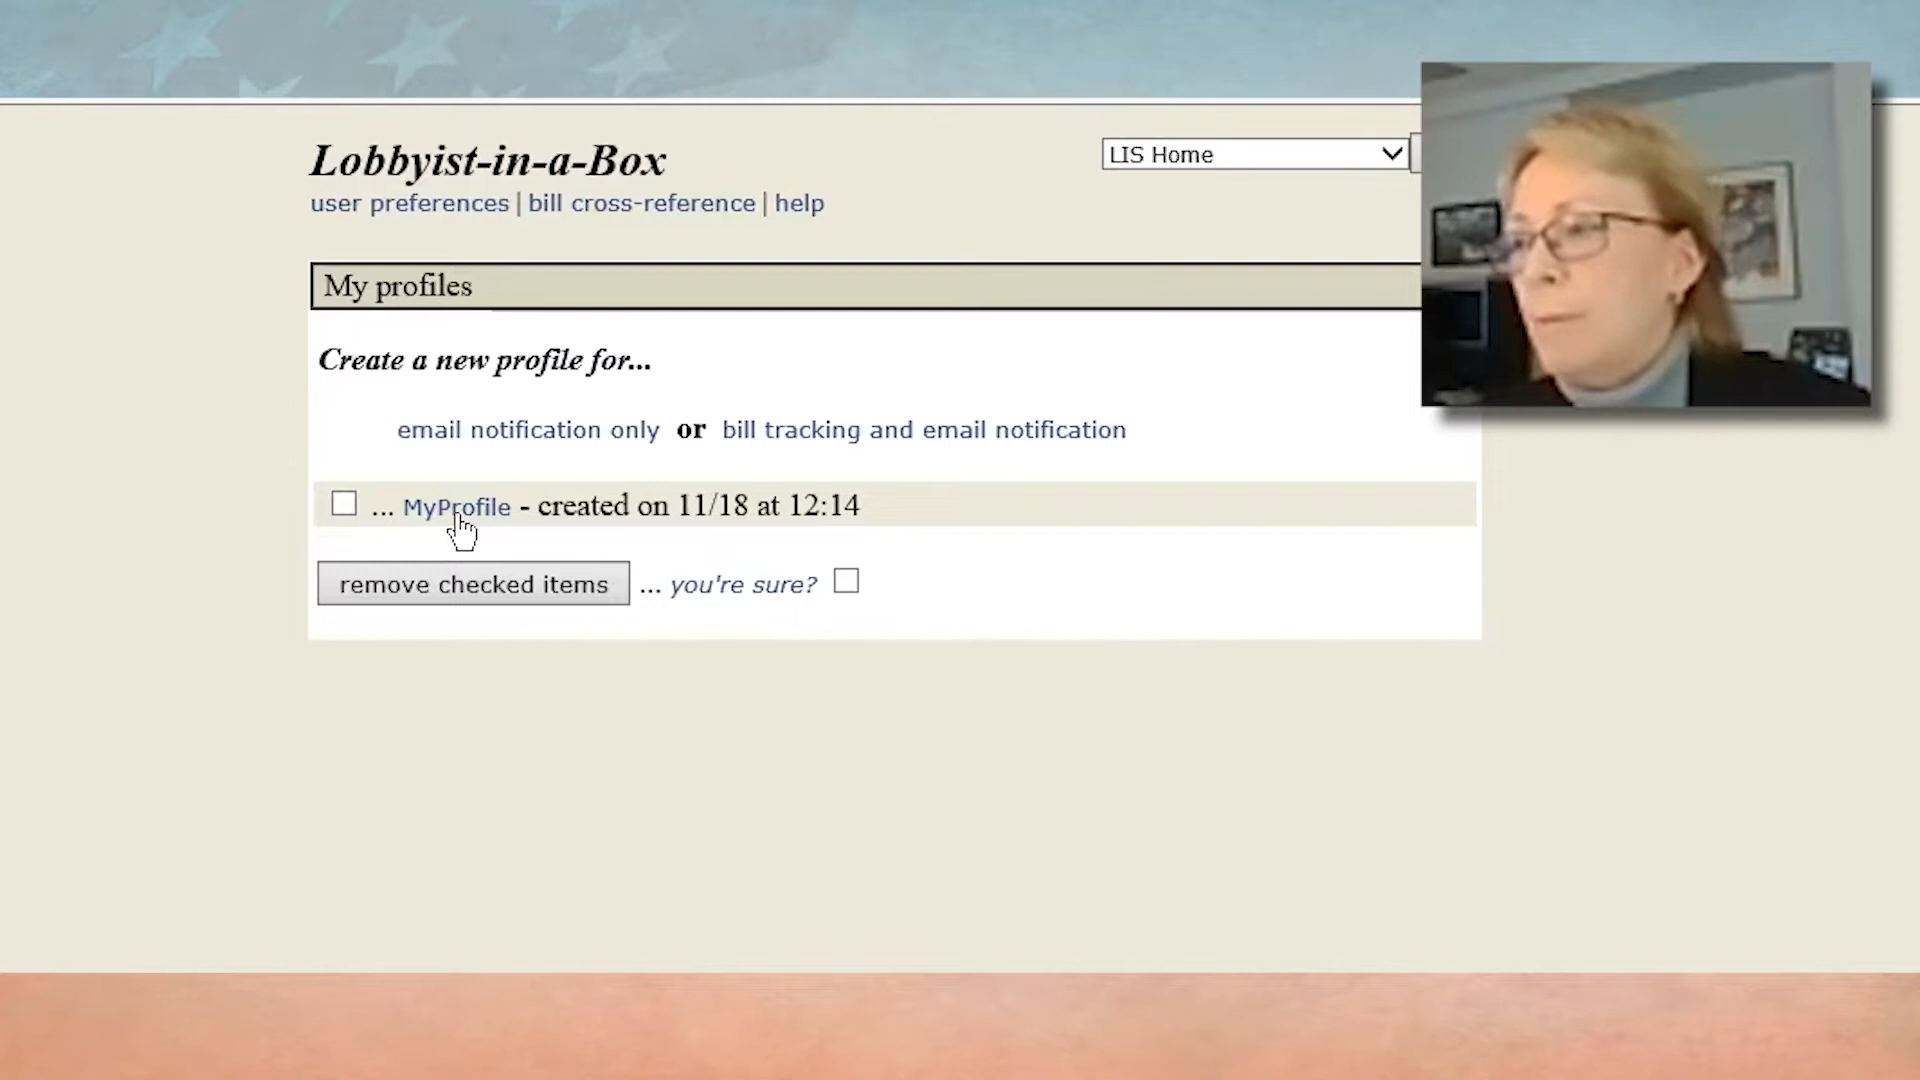 Lobbyist-in-a-Box
LIS Home
user preferences | bill cross-reference | help
My profiles
Create a new profile for...
email notification only or bill tracking and email notification
... MyProfile - created on 11/18 at 12:14
remove checked items ... you're sure?